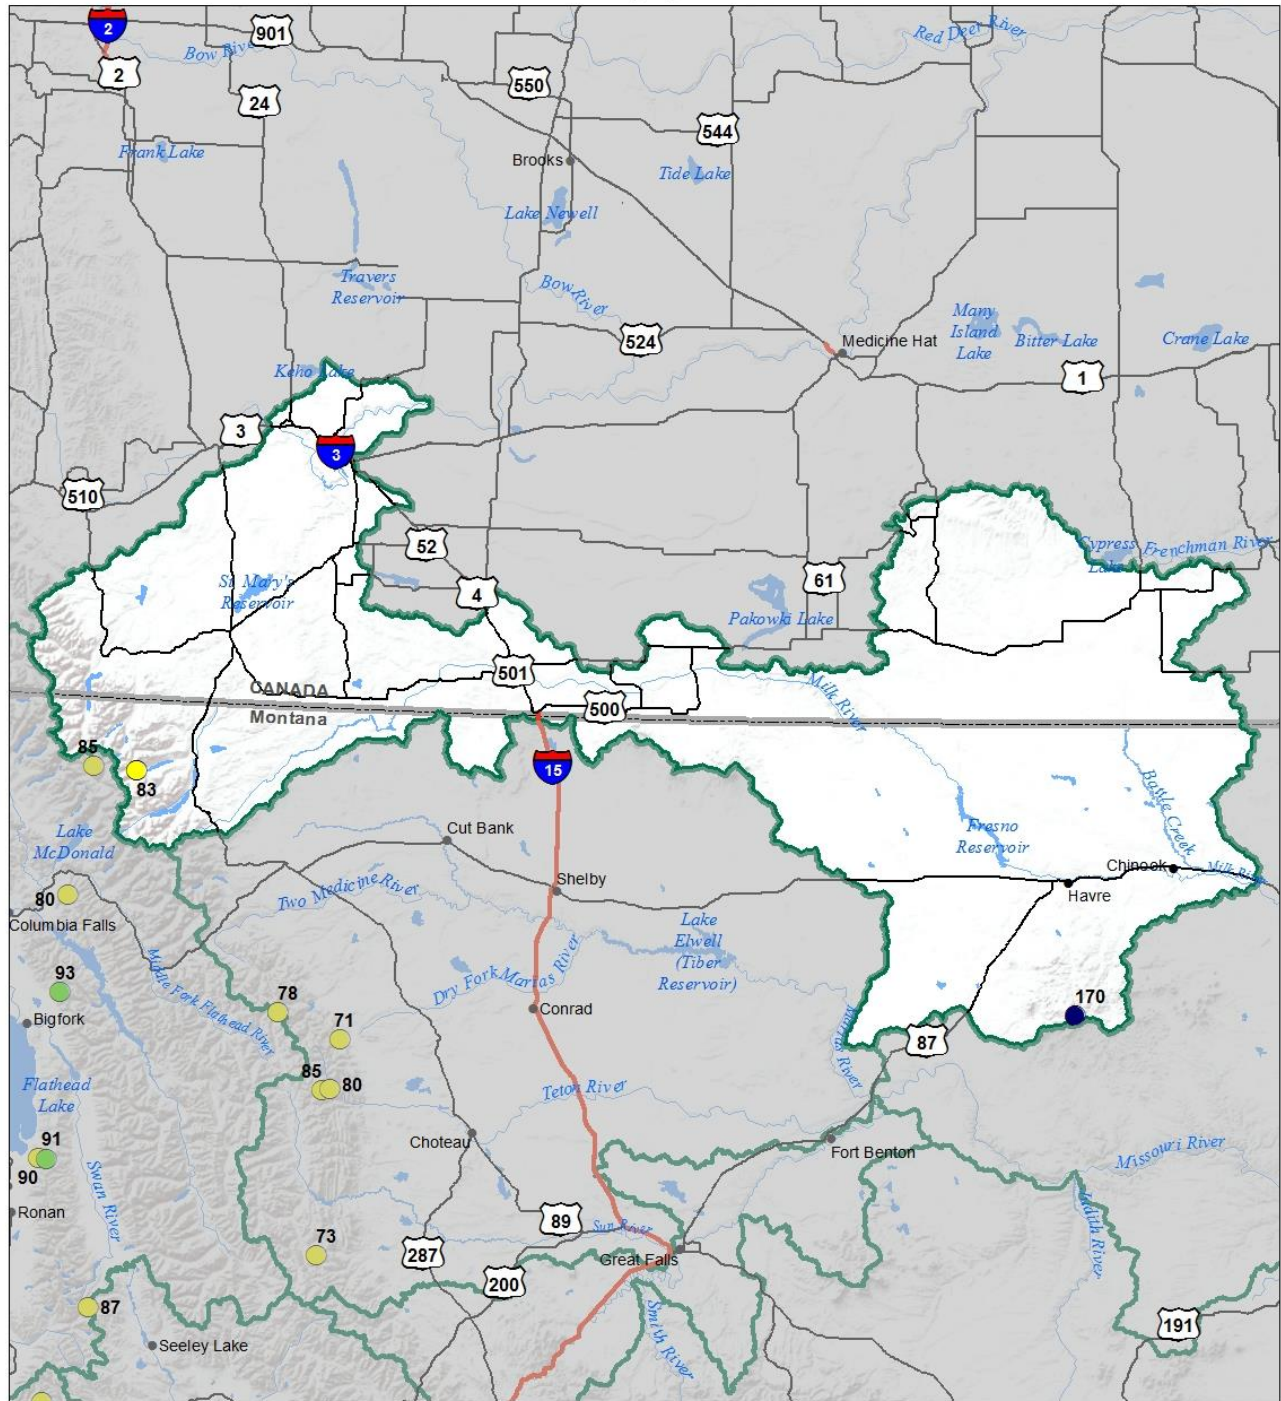 2
901
Bow River
Red Deer River
2
550
24
544
Frank Lake
Brooks
Tide Lake
Lake Newell
Travers
Reservoir
Bow River
Many
Island
Lake
Bitter Lake
Crane Lake
524
Medicine Hat
Keho Lake
1
3
3
510
52
Cypress
Lake
Frenchman River
61
St Mary's
Reservoir
4
Pakowki Lake
501
CANADA
Montana
500
Milk River
85
83
15
Battle Creek
Lake
McDonald
Cut Bank
Fresno
Reservoir
Chinook
Milk River
80
Two Medicine River
Shelby
Havre
Columbia Falls
Lake
Elwell
(Tiber
Reservoir)
93
Middle Fork Flathead River
Dry Fork Marias River
78
170
Bigfork
71
Conrad
Marias River
87
85
80
Flathead
Lake
Teton River
91
Choteau
Fort Benton
Missouri River
90
Swan River
Ronan
Judith River
73
89
Sun River
287
Great Falls
200
87
Smith River
191
Seeley Lake